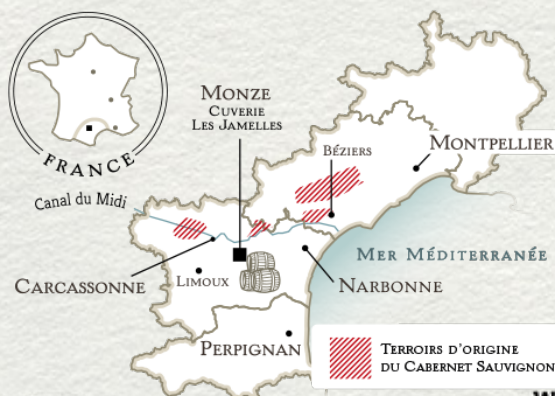 FRANCE
Canal du Midi
MONZE
CUVERIE
LES JAMELLES
BÉZIERS
MONTPELLIER
MER MÉDITERRANÉE
CARCASSONNE
LIMOUX
NARBONNE
PERPIGNAN
TERROIRS D'ORIGINE
DU CABERNET SAUVIGNON